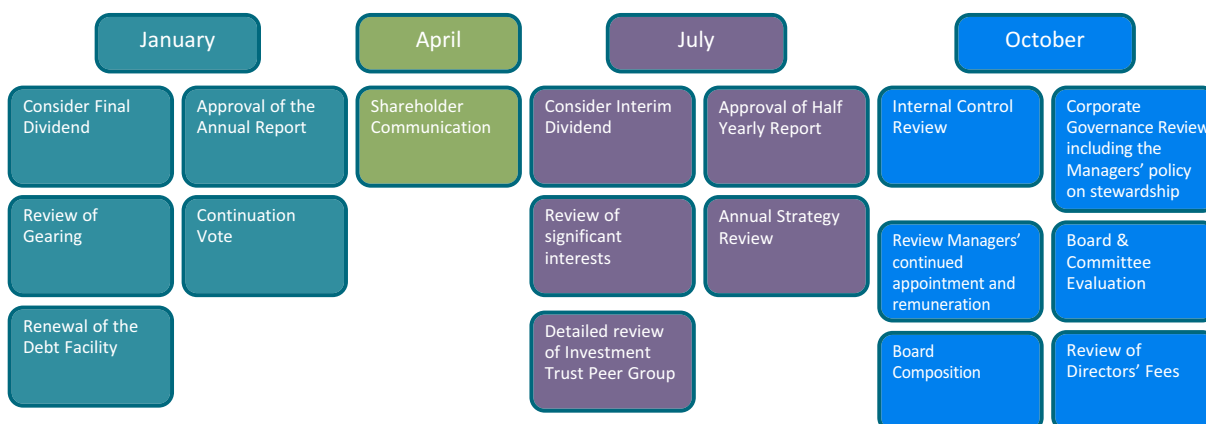 January
April
July
October
Consider Final
Dividend
Approval of the
Annual Report
Shareholder
Communication
Consider Interim
Dividend
Approval of Half
Yearly Report
Internal Control
Review
Corporate
Governance Review
including the
Managers’ policy
on stewardship
Review of
Gearing
Continuation
Vote
Review of
significant
interests
Annual Strategy
Review
Review Managers’
continued
appointment and
remuneration
Board &
Committee
Evaluation
Renewal of the
Debt Facility
Detailed review
of Investment
Trust Peer Group
Board
Composition
Review of
Directors’ Fees